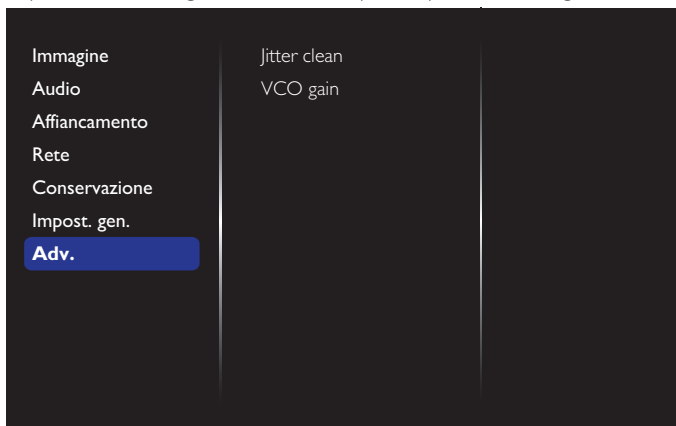 Immagine
Audio
Affiancamento
Rete
Conservazione
Impost. gen.
Adv.
Jitter clean
VCO gain